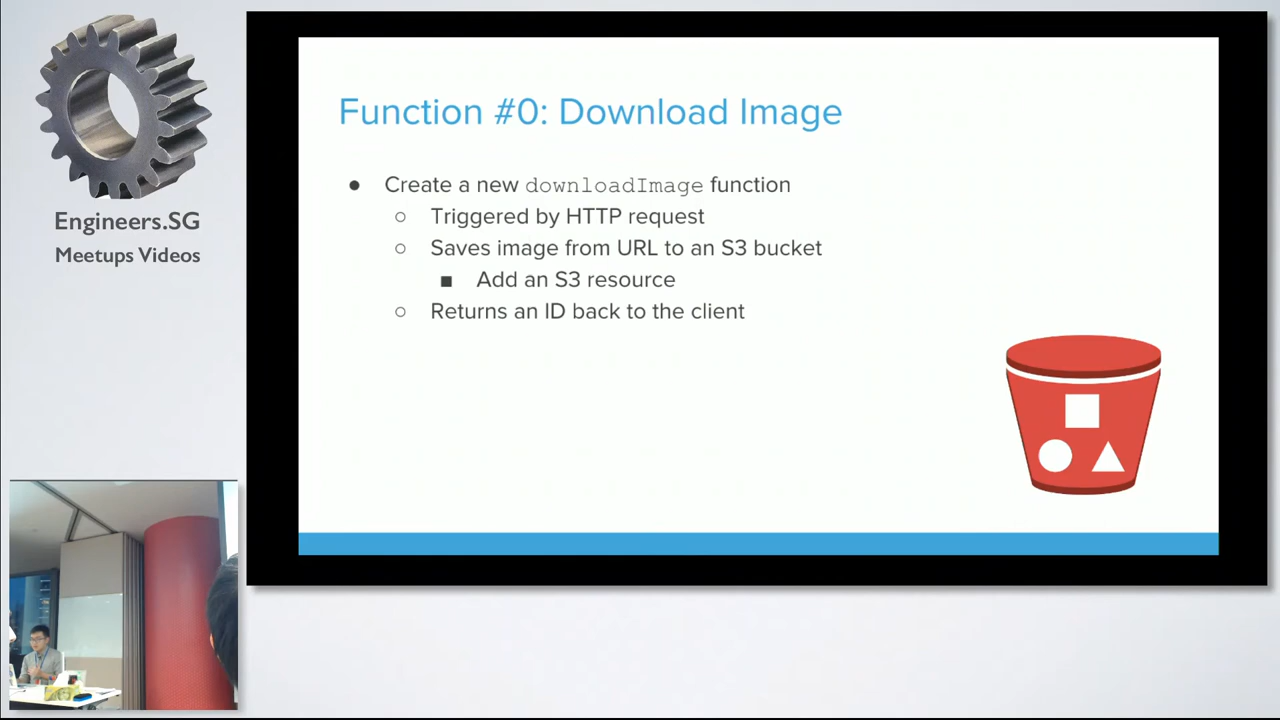 Engineers.SG
Meetups Videos
Function #0: Download Image
● Create a new downloadImage function
○ Triggered by HTTP request
○ Saves image from URL to an S3 bucket
■ Add an S3 resource
○ Returns an ID back to the client